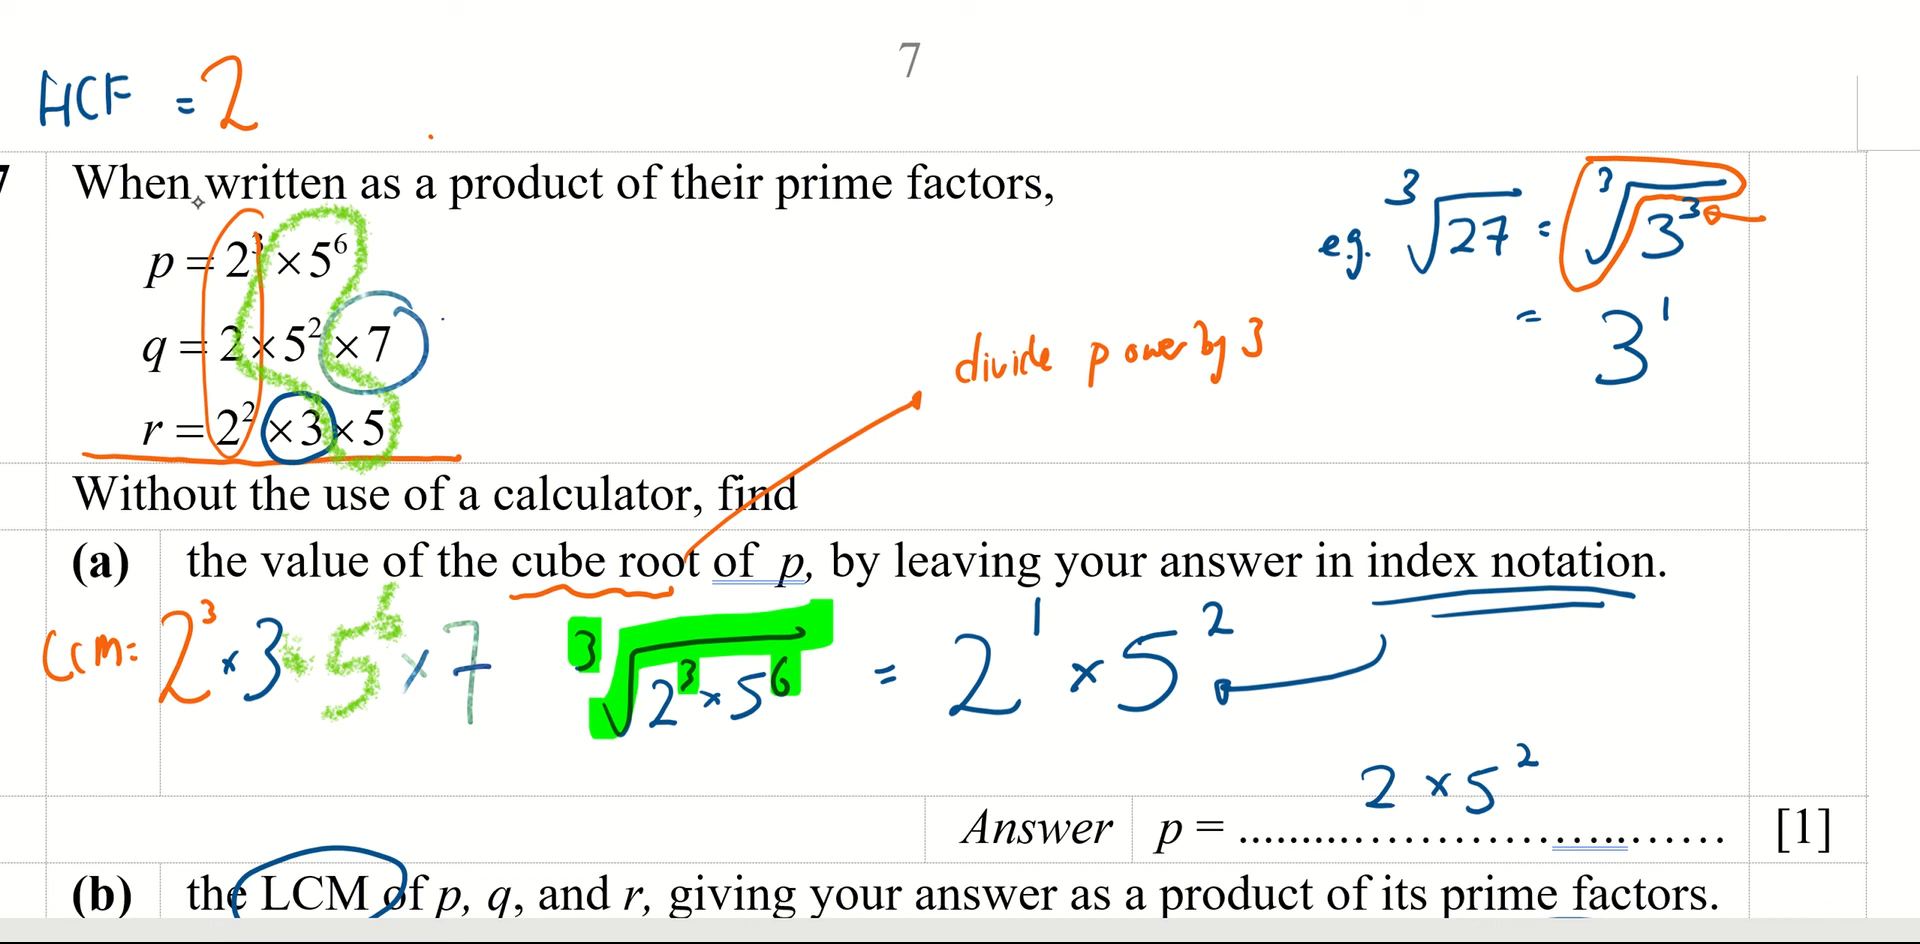 7
HCF = 2
7 When written as a product of their prime factors,
e.g. ³√27 = ³√3³
= 3¹
p = 2³ × 5⁶
q = 2 × 5² × 7
divide power by 3
r = 2² × 3 × 5
Without the use of a calculator, find
(a) the value of the cube root of p, by leaving your answer in index notation.
LCM = 2³ × 3 × 5⁶ × 7
³√2³ × 5⁶ = 2¹ × 5²
2 × 5²
Answer p = .................................... [1]
(b) the LCM of p, q, and r, giving your answer as a product of its prime factors.